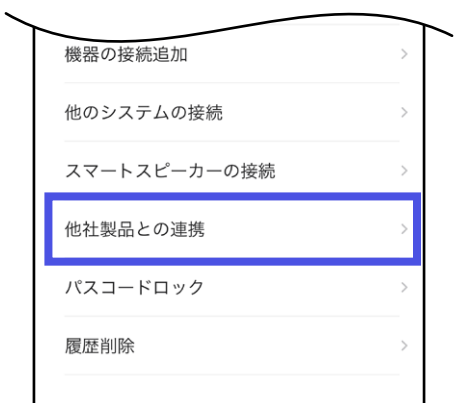 機器の接続追加
他のシステムの接続
スマートスピーカーの接続
他社製品との連携
パスコードロック
履歴削除